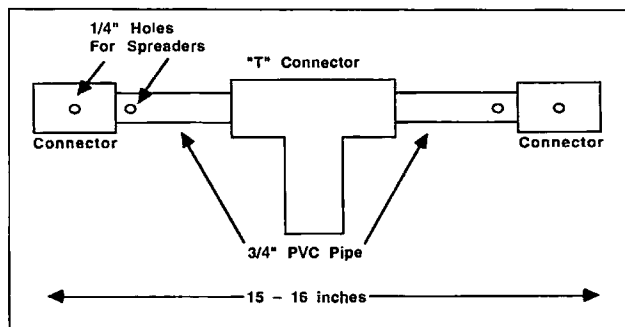 1/4" Holes
For Spreaders
"T" Connector
Connector
Connector
3/4" PVC Pipe
15 – 16 inches